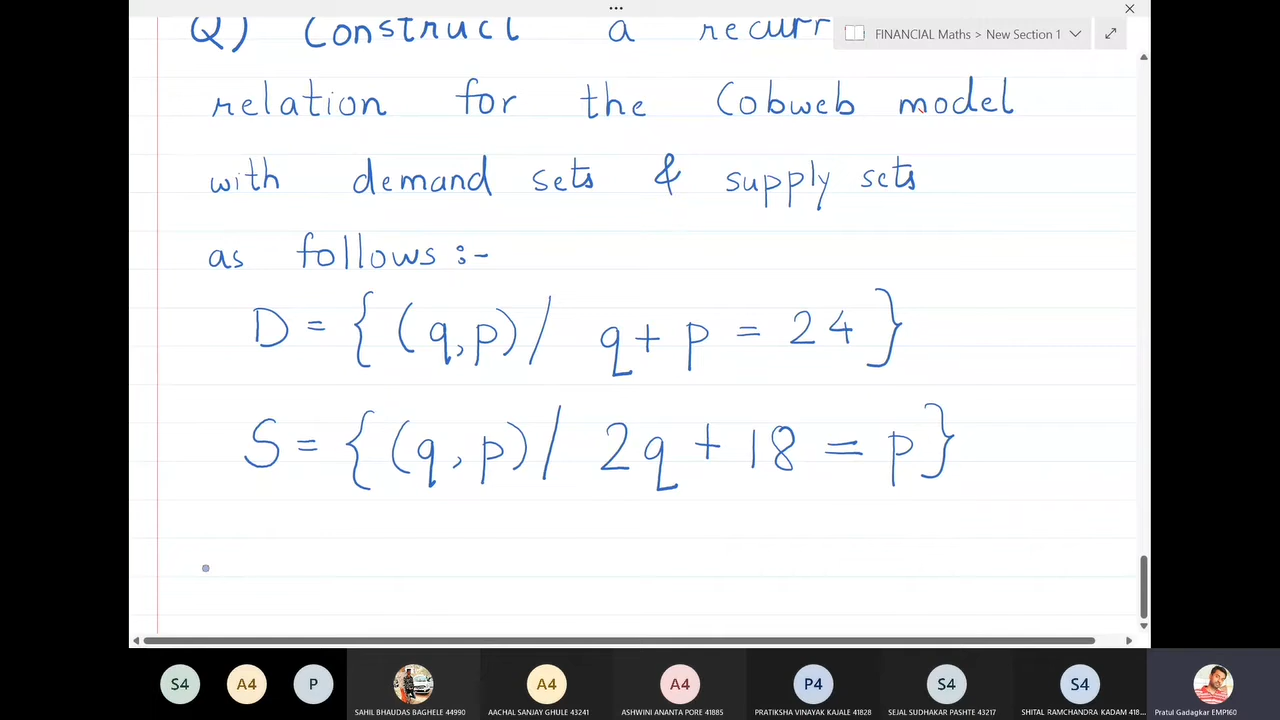 ...
FINANCIAL Maths > New Section 1
Q) Construct a recurr
relation for the Cobweb model
with demand sets & supply sets
as follows :-
D = { (q,p) / q + p = 24 }
S = { (q,p) / 2q + 18 = p }
S4 A4 P A4 A4 P4 S4 S4
SAHIL BHAUDAS BAGHELE 44990 AACHAL SANJAY GHULE 43241 ASHWINI ANANTA PORE 41885 PRATIKSHA VINAYAK KAJALE 41828 SEJAL SUDHAKAR PASHTE 43217 SHITAL RAMCHANDRA KADAM 418... Pratul Gadagkar EMP160